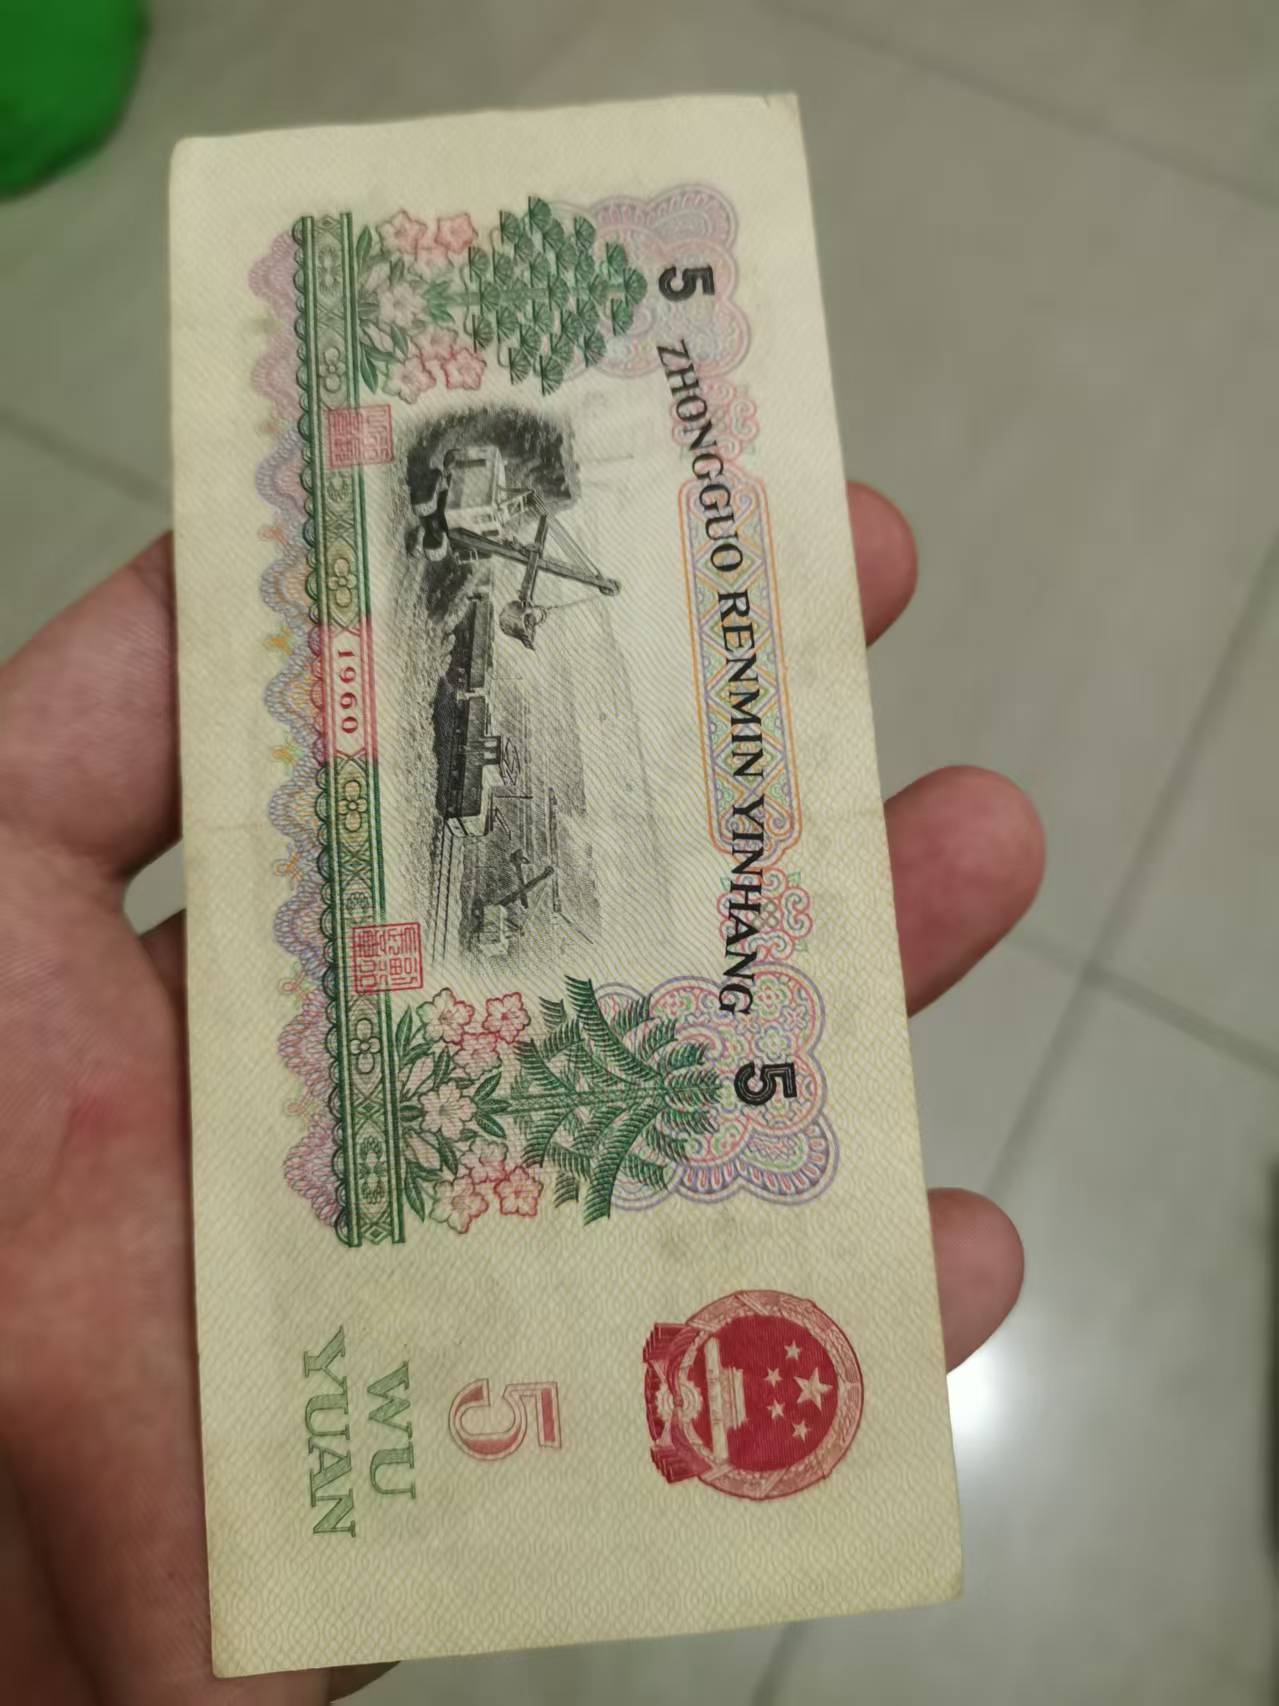 5 ZHONGGUO RENMIN YINHANG 5
1960
5
WU
YUAN